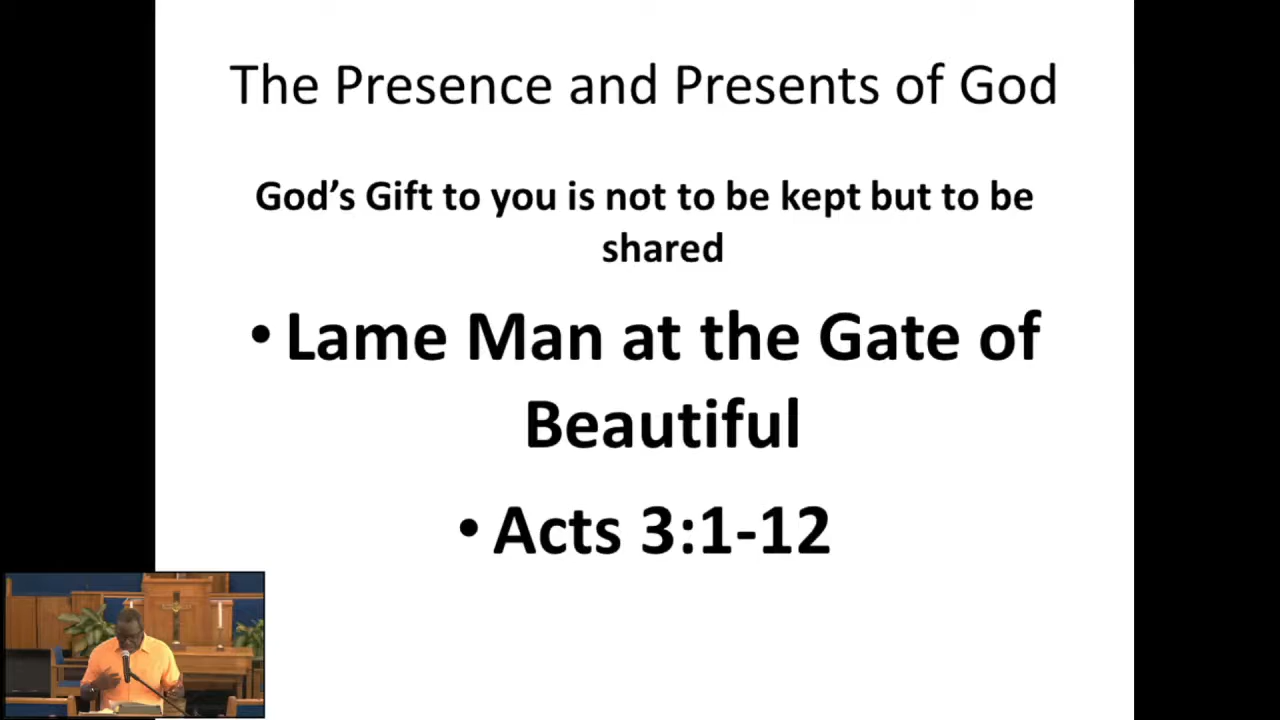 The Presence and Presents of God
God’s Gift to you is not to be kept but to be
shared
• Lame Man at the Gate of
Beautiful
• Acts 3:1-12